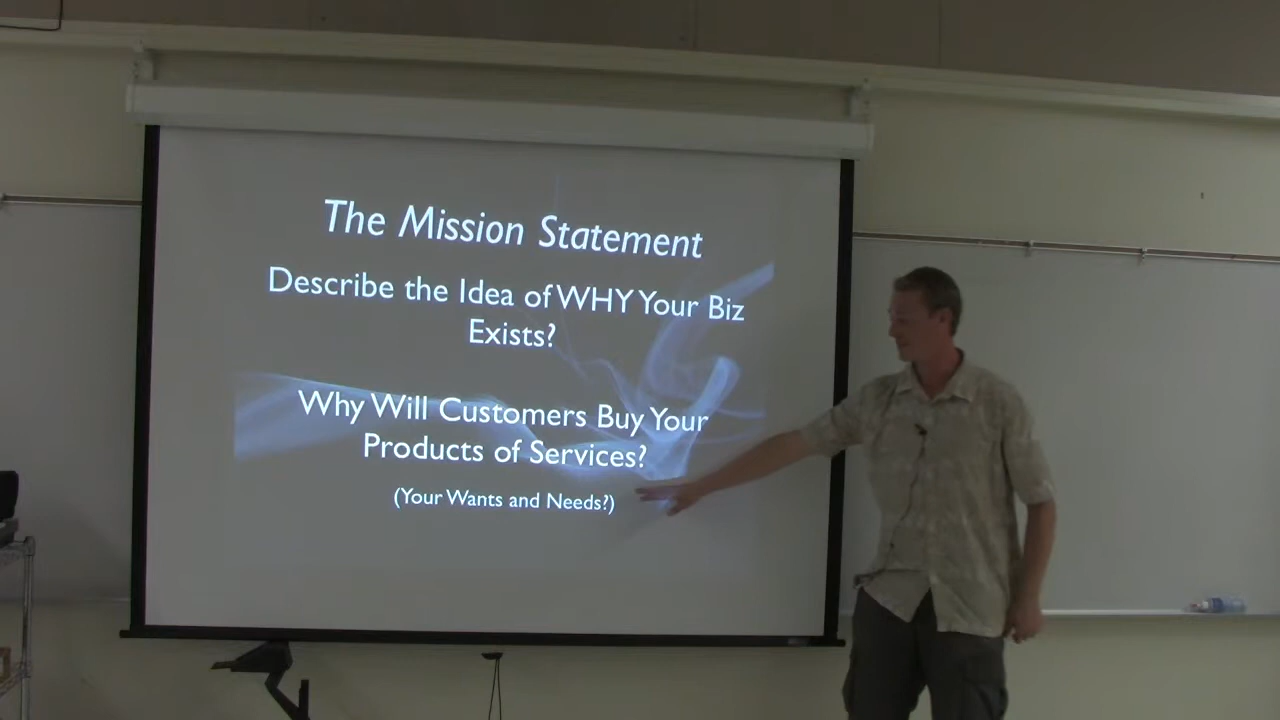 The Mission Statement
Describe the Idea of WHY Your Biz
Exists?
Why Will Customers Buy Your
Products of Services?
(Your Wants and Needs?)